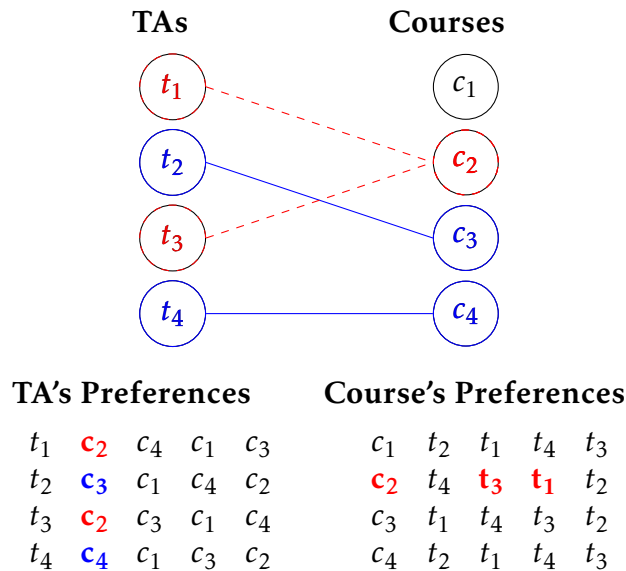 TAs Courses
t1 c1
t2 c2
t3 c3
t4 c4
TA's Preferences Course's Preferences
t1 c2 c4 c1 c3 c1 t2 t1 t4 t3
t2 c3 c1 c4 c2 c2 t4 t3 t1 t2
t3 c2 c3 c1 c4 c3 t1 t4 t3 t2
t4 c4 c1 c3 c2 c4 t2 t1 t4 t3